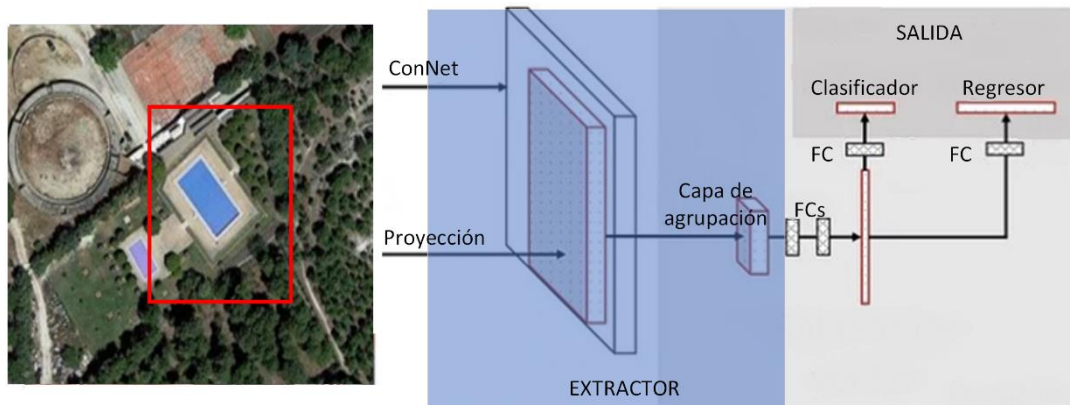 SALIDA
ConNet
Clasificador
Regresor
FC
FC
Capa de
agrupación
FCs
Proyección
EXTRACTOR